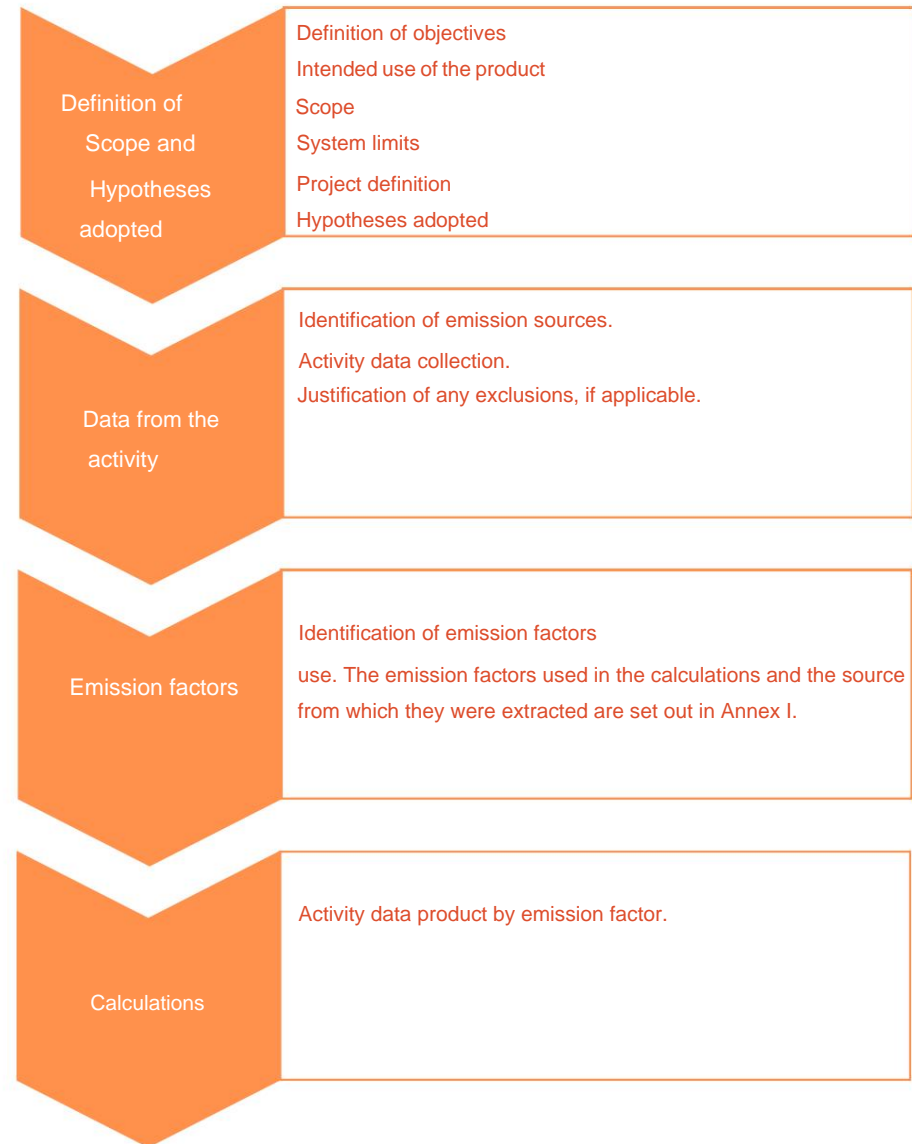 Definition of
Scope and
Hypotheses
adopted
Definition of objectives
Intended use of the product
Scope
System limits
Project definition
Hypotheses adopted
Data from the
activity
Identification of emission sources.
Activity data collection.
Justification of any exclusions, if applicable.
Emission factors
Identification of emission factors
use. The emission factors used in the calculations and the source
from which they were extracted are set out in Annex I.
Calculations
Activity data product by emission factor.